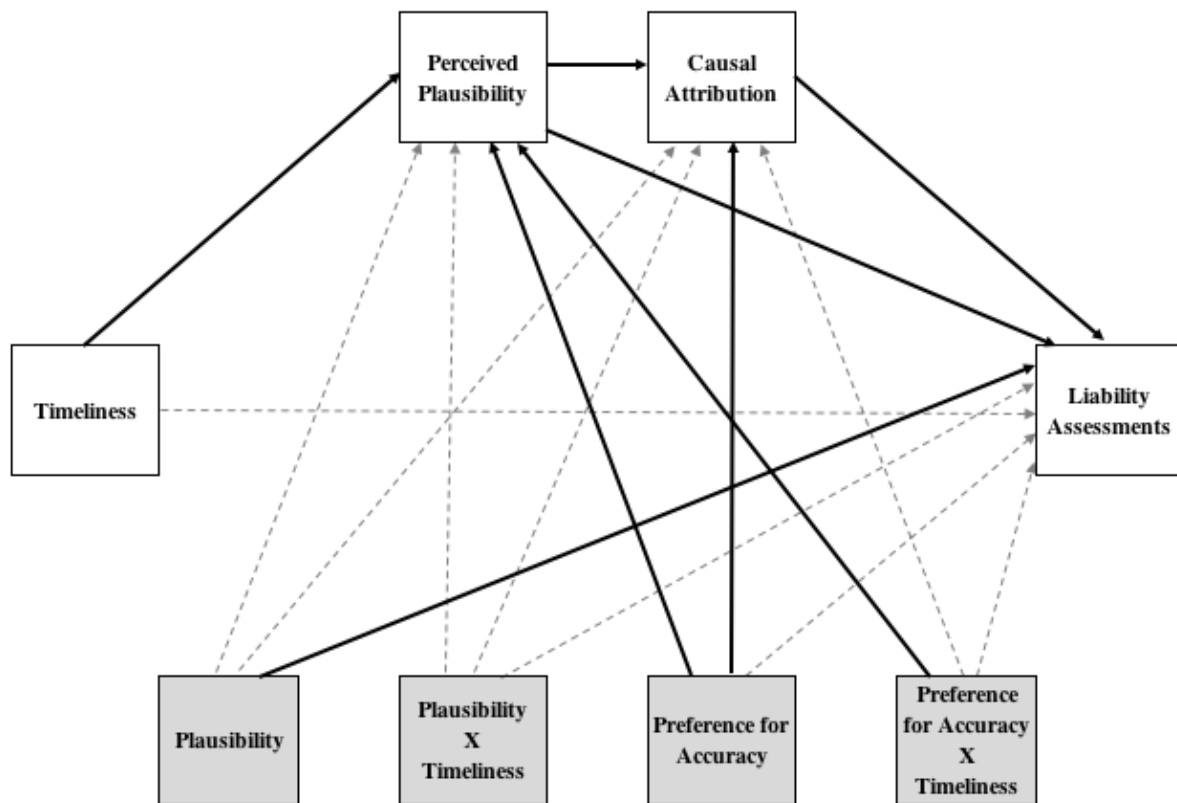 Perceived
Plausibility
Causal
Attribution
Timeliness
Liability
Assessments
Plausibility
Plausibility
X
Timeliness
Preference for
Accuracy
Preference
for Accuracy
X
Timeliness